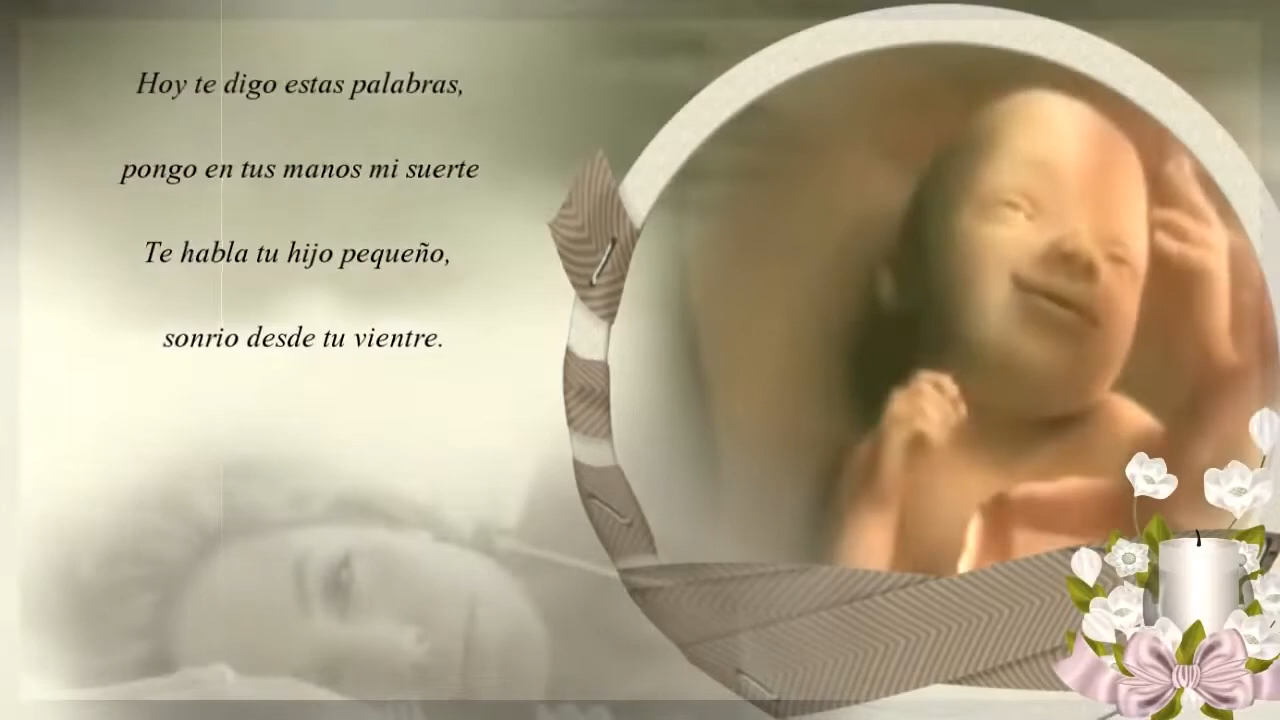 Hoy te digo estas palabras,
pongo en tus manos mi suerte
Te habla tu hijo pequeño,
sonrio desde tu vientre.